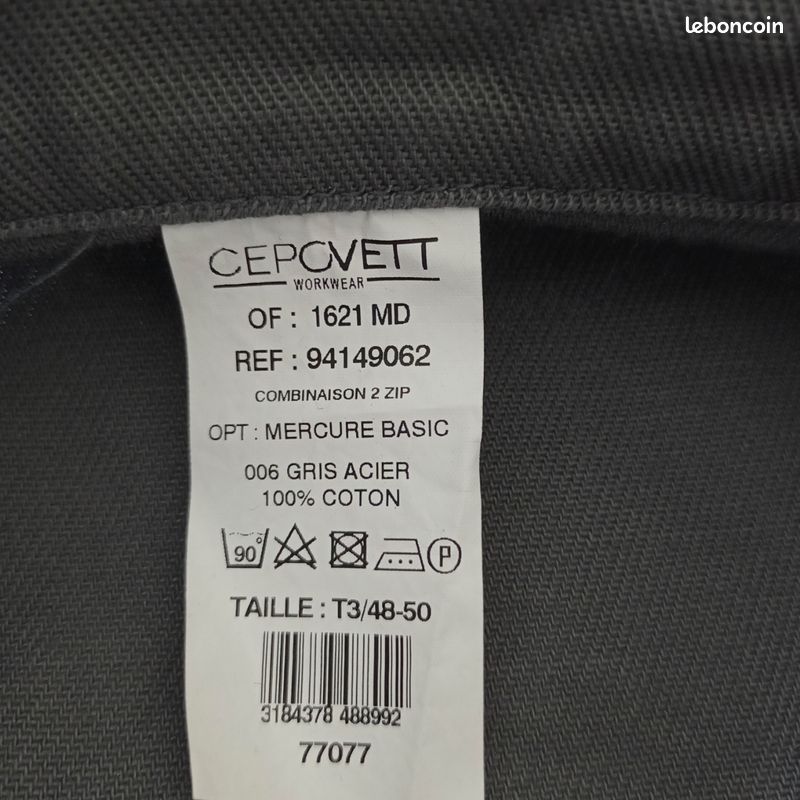 leboncoin
CEPOVETT
WORKWEAR
OF : 1621 MD
REF : 94149062
COMBINAISON 2 ZIP
OPT : MERCURE BASIC
006 GRIS ACIER
100% COTON
90°
P
TAILLE : T3/48-50
3184378 488992
77077